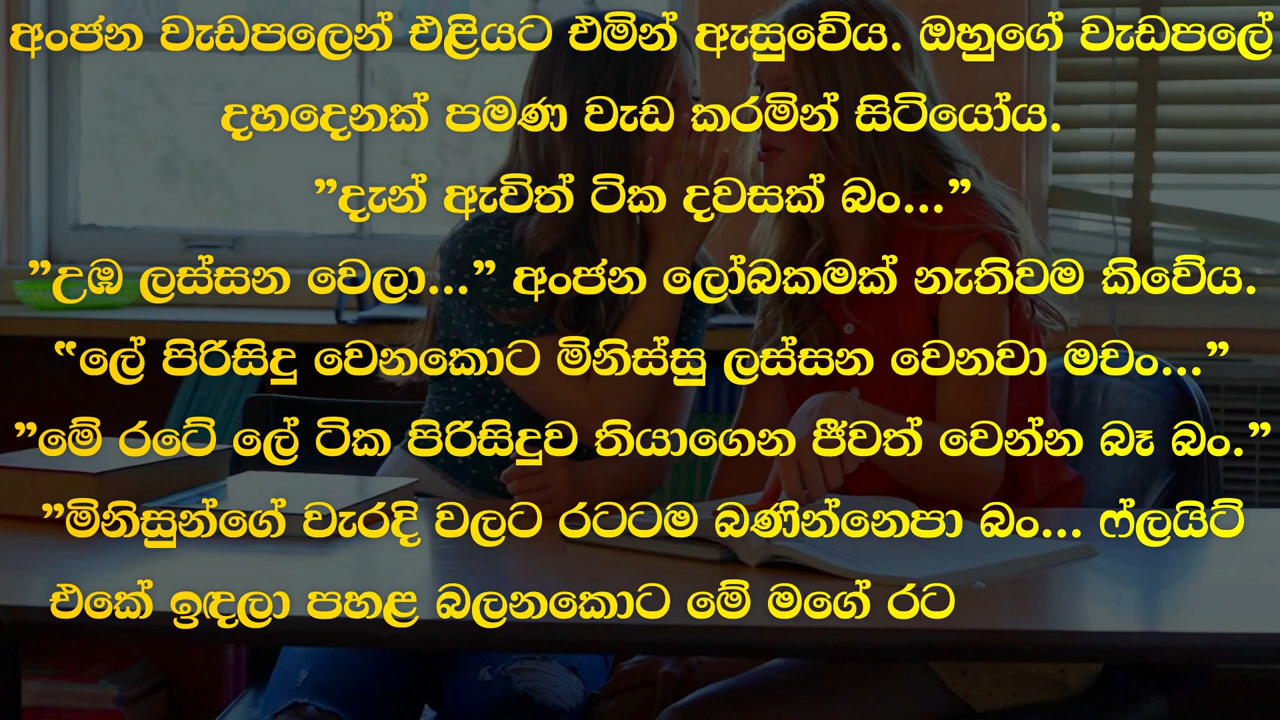 අංජන වැඩපලෙන් එළියට එමින් ඇසුවේය. ඔහුගේ වැඩපලේ
දහදෙනක් පමණ වැඩ කරමින් සිටියෝය.
”දැන් ඇවිත් ටික දවසක් බං...”
”උඹ ලස්සන වෙලා...” අංජන ලෝබකමක් නැතිවම කිවේය.
“ලේ පිරිසිදු වෙනකොට මිනිස්සු ලස්සන වෙනවා මචං...”
”මේ රටේ ලේ ටික පිරිසිදුව තියාගෙන ජීවත් වෙන්න බෑ බං.”
”මිනිසුන්ගේ වැරදි වලට රටටම බණින්නෙපා බං... ෆ්ලයිට්
එකේ ඉඳලා පහළ බලනකොට මේ මගේ රට